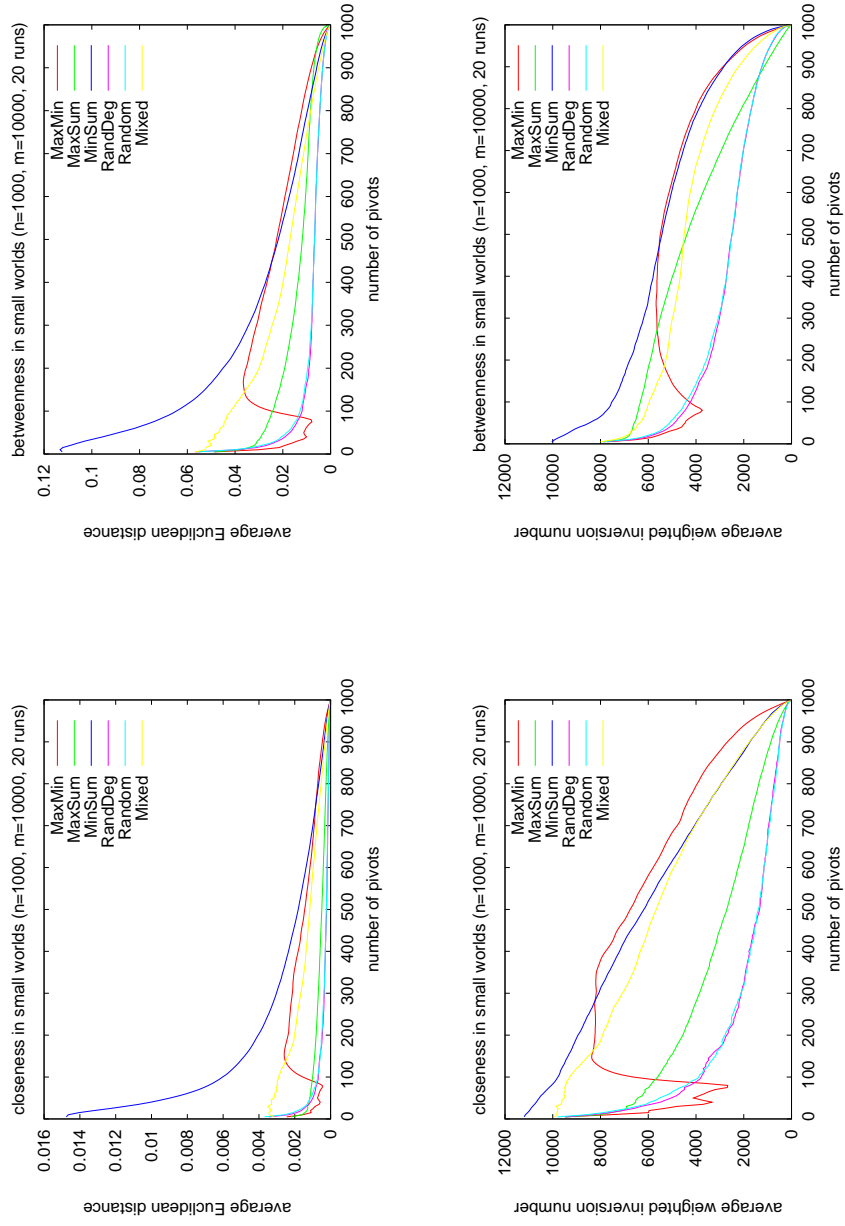 closeness in small worlds (n=1000, m=10000, 20 runs)
average Euclidean distance
0.016
0.014
0.012
0.01
0.008
0.006
0.004
0.002
0
0 100 200 300 400 500 600 700 800 900 1000
number of pivots
MaxMin
MaxSum
MinSum
RandDeg
Random
Mixed
betweenness in small worlds (n=1000, m=10000, 20 runs)
average Euclidean distance
0.12
0.1
0.08
0.06
0.04
0.02
0
0 100 200 300 400 500 600 700 800 900 1000
number of pivots
MaxMin
MaxSum
MinSum
RandDeg
Random
Mixed
closeness in small worlds (n=1000, m=10000, 20 runs)
average weighted inversion number
12000
10000
8000
6000
4000
2000
0
0 100 200 300 400 500 600 700 800 900 1000
number of pivots
MaxMin
MaxSum
MinSum
RandDeg
Random
Mixed
betweenness in small worlds (n=1000, m=10000, 20 runs)
average weighted inversion number
12000
10000
8000
6000
4000
2000
0
0 100 200 300 400 500 600 700 800 900 1000
number of pivots
MaxMin
MaxSum
MinSum
RandDeg
Random
Mixed